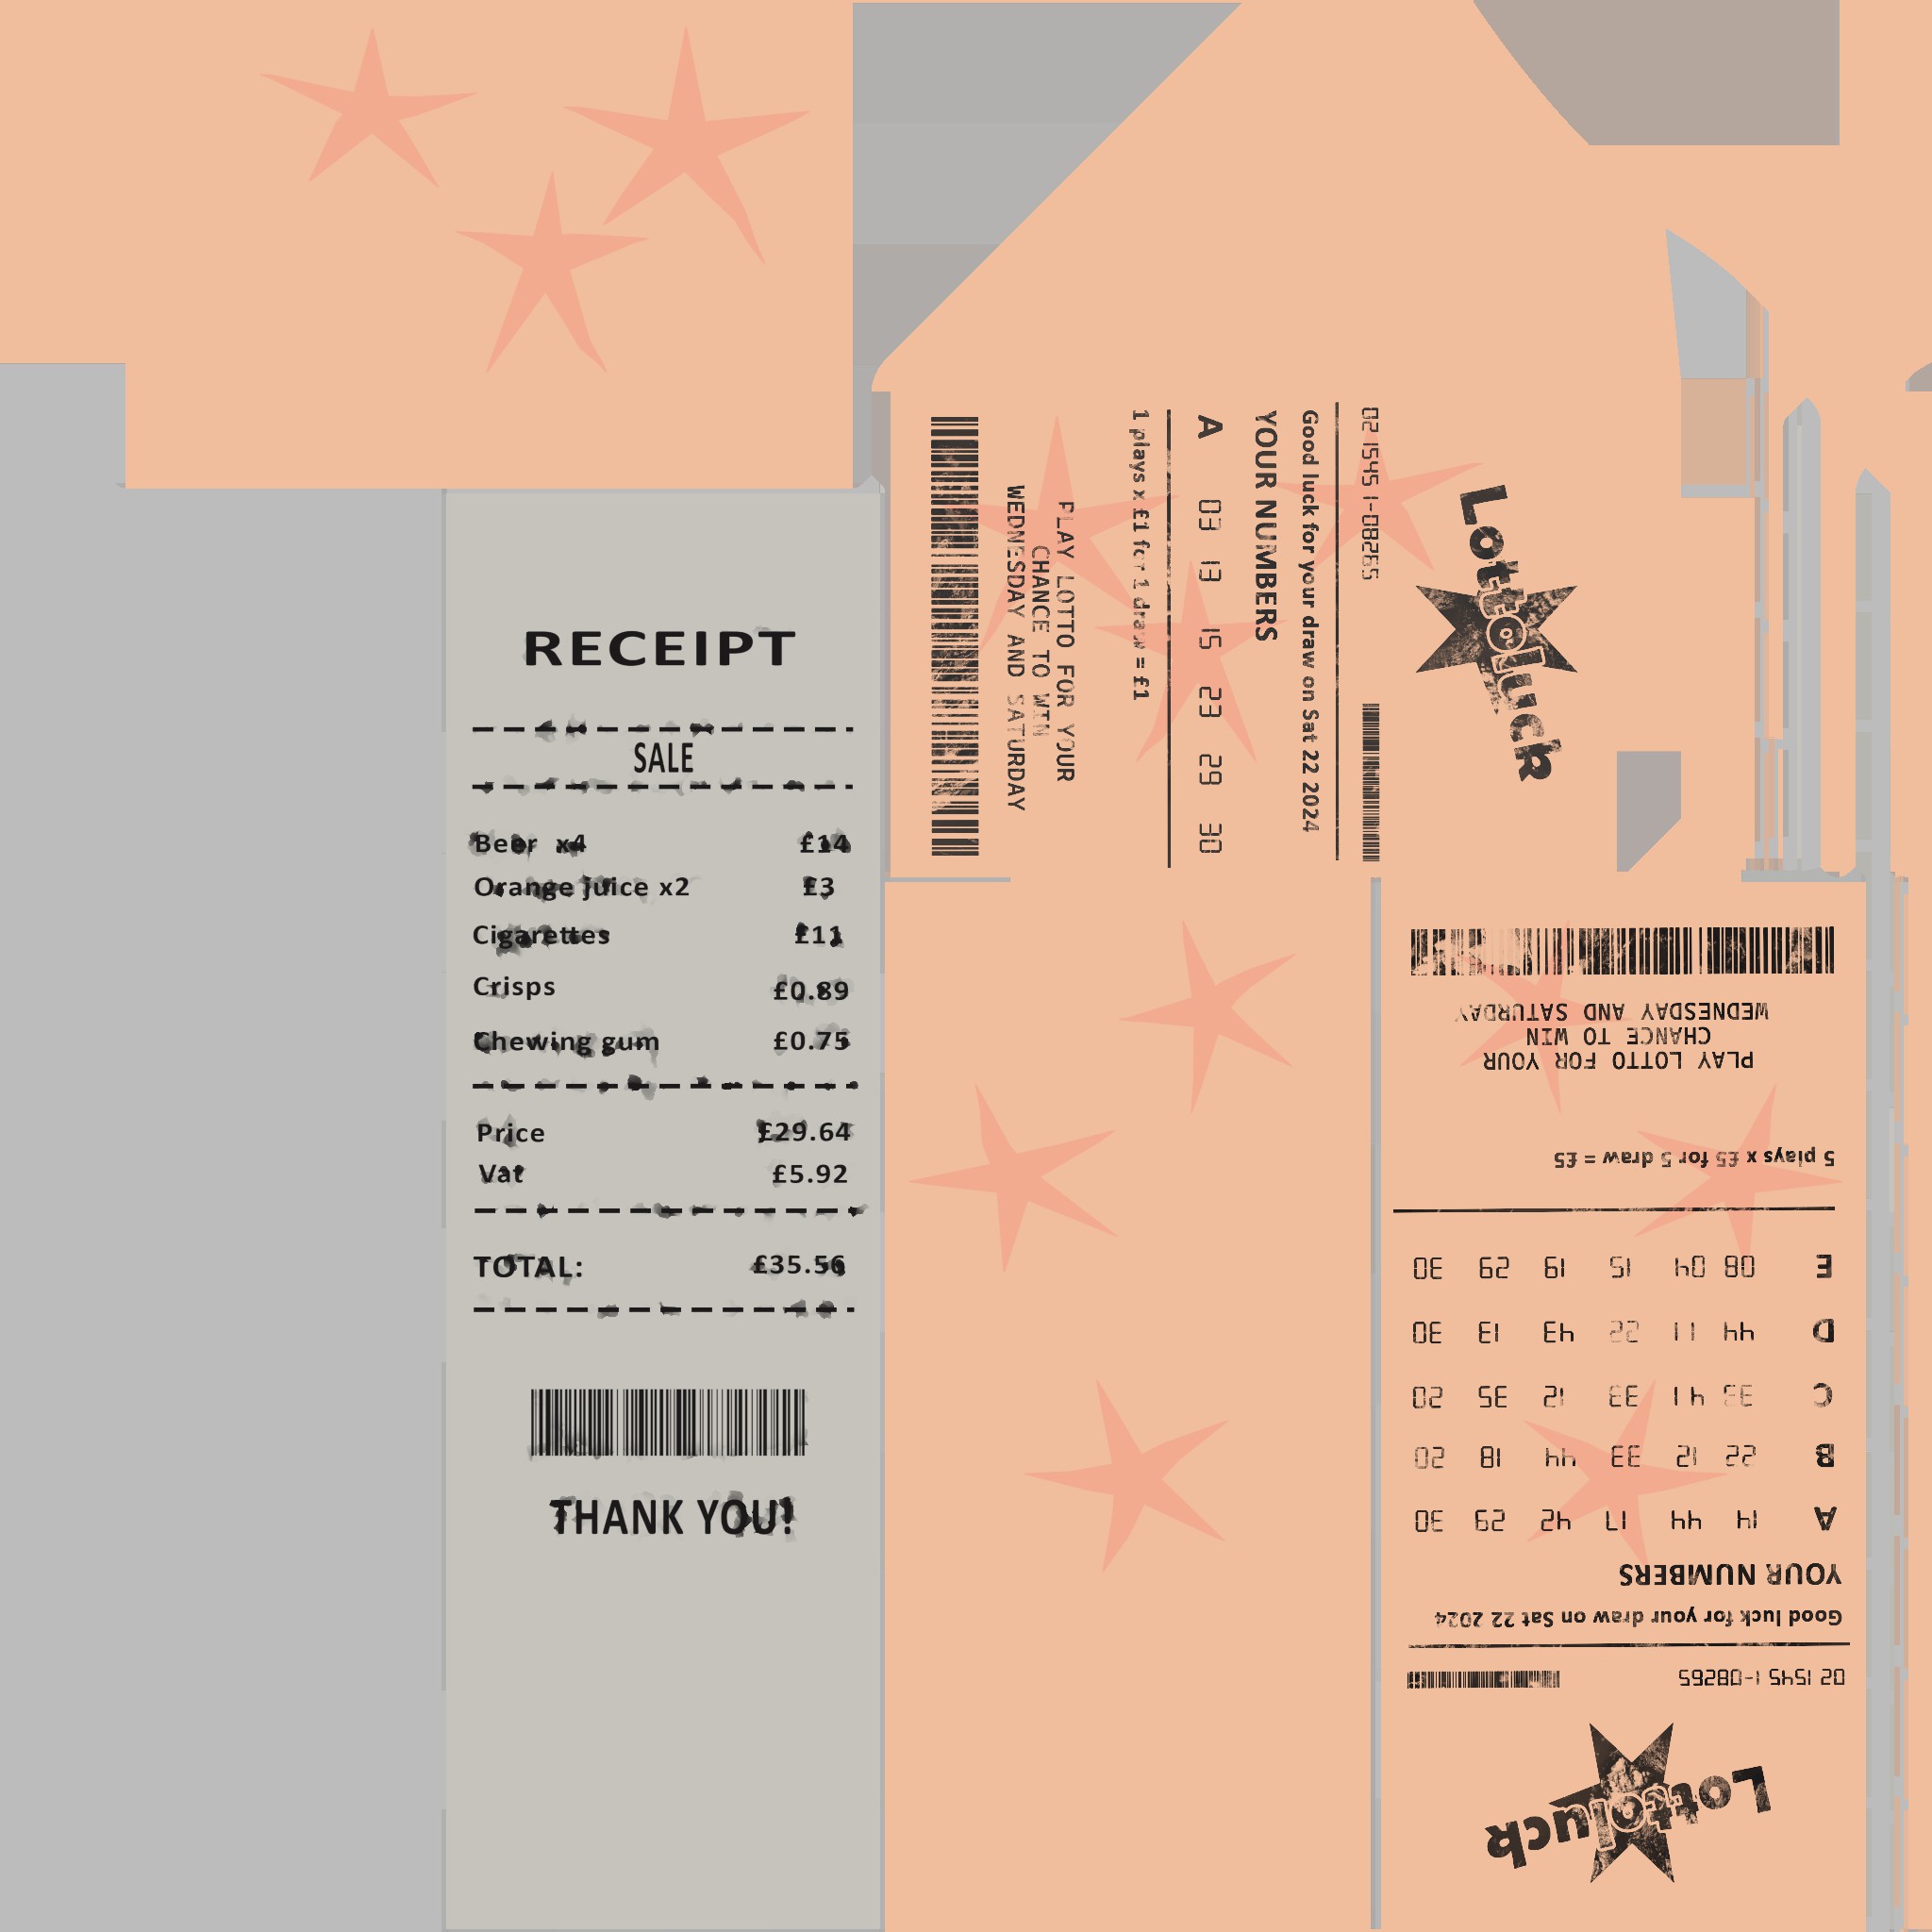 RECEIPT
SALE
Beer x4 £14
Orange juice x2 £3
Cigarettes £11
Crisps £0.89
Chewing gum £0.75
Price £29.64
Vat £5.92
TOTAL: £35.56
THANK YOU!
Lottoluck
02 1545 1-08265
Good luck for your draw on Sat 22 2024
YOUR NUMBERS
A 03 13 15 23 29 30
1 plays x £1 for 1 draw = £1
PLAY LOTTO FOR YOUR
CHANCE TO WIN
WEDNESDAY AND SATURDAY
Lottoluck
02 1545 1-08265
Good luck for your draw on Sat 22 2024
YOUR NUMBERS
A 14 44 17 42 29 30
B 22 12 33 44 18 20
C 33 41 33 12 35 20
D 44 11 22 43 13 30
E 08 04 15 19 29 30
5 plays x £5 for 5 draw = £5
PLAY LOTTO FOR YOUR
CHANCE TO WIN
WEDNESDAY AND SATURDAY